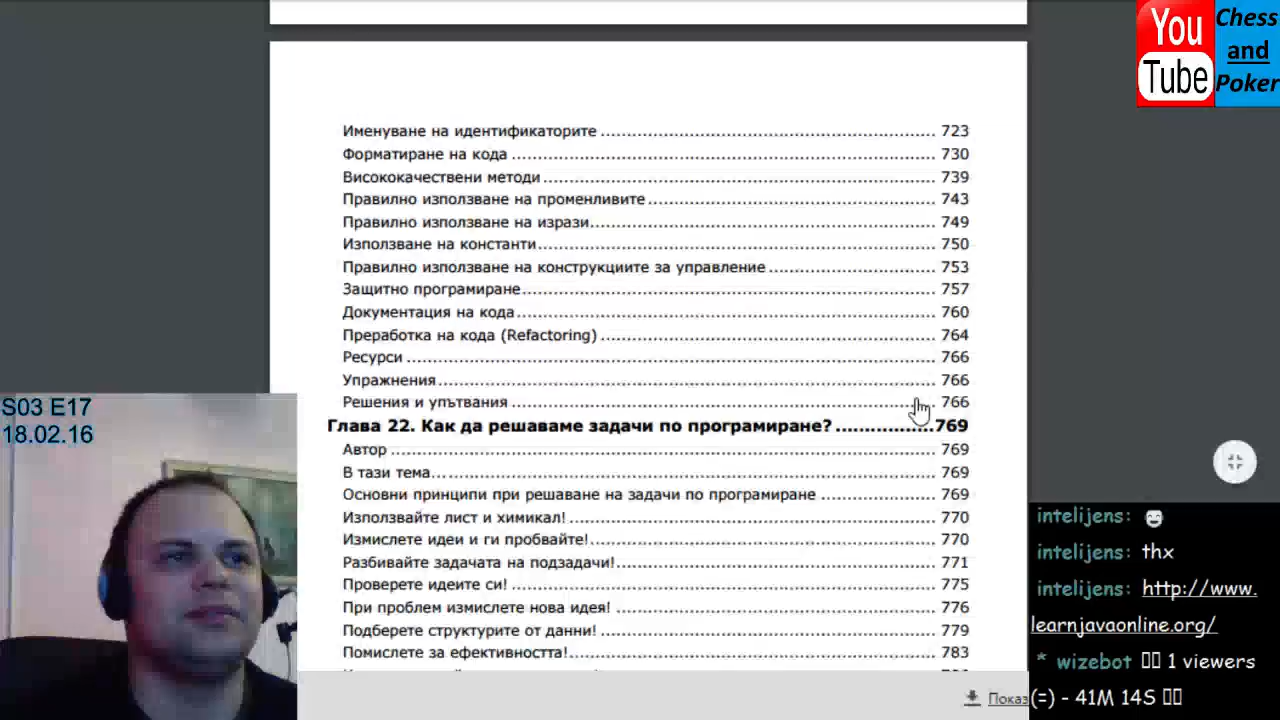 Именуване на идентификаторите ........ 723
Форматиране на кода ........ 730
Висококачествени методи ........ 739
Правилно използване на променливите ........ 743
Правилно използване на изрази ........ 749
Използване на константи ........ 750
Правилно използване на конструкциите за управление ........ 753
Защитно програмиране ........ 757
Документация на кода ........ 760
Преработка на кода (Refactoring) ........ 764
Ресурси ........ 766
Упражнения ........ 766
Решения и упътвания ........ 766
Глава 22. Как да решаваме задачи по програмиране? ........ 769
Автор ........ 769
В тази тема... ........ 769
Основни принципи при решаване на задачи по програмиране ........ 769
Използвайте лист и химикал! ........ 770
Измислете идеи и ги пробвайте! ........ 770
Разбивайте задачата на подзадачи! ........ 771
Проверете идеите си! ........ 775
При проблем измислете нова идея! ........ 776
Подберете структурите от данни! ........ 779
Помислете за ефективността! ........ 783
You
Tube
Chess
and
Poker
S03 E17
18.02.16
Показ
intelijens:
intelijens: thx
intelijens: http://www.
learnjavaonline.org/
* wizebot 1 viewers
(=) - 41M 14S